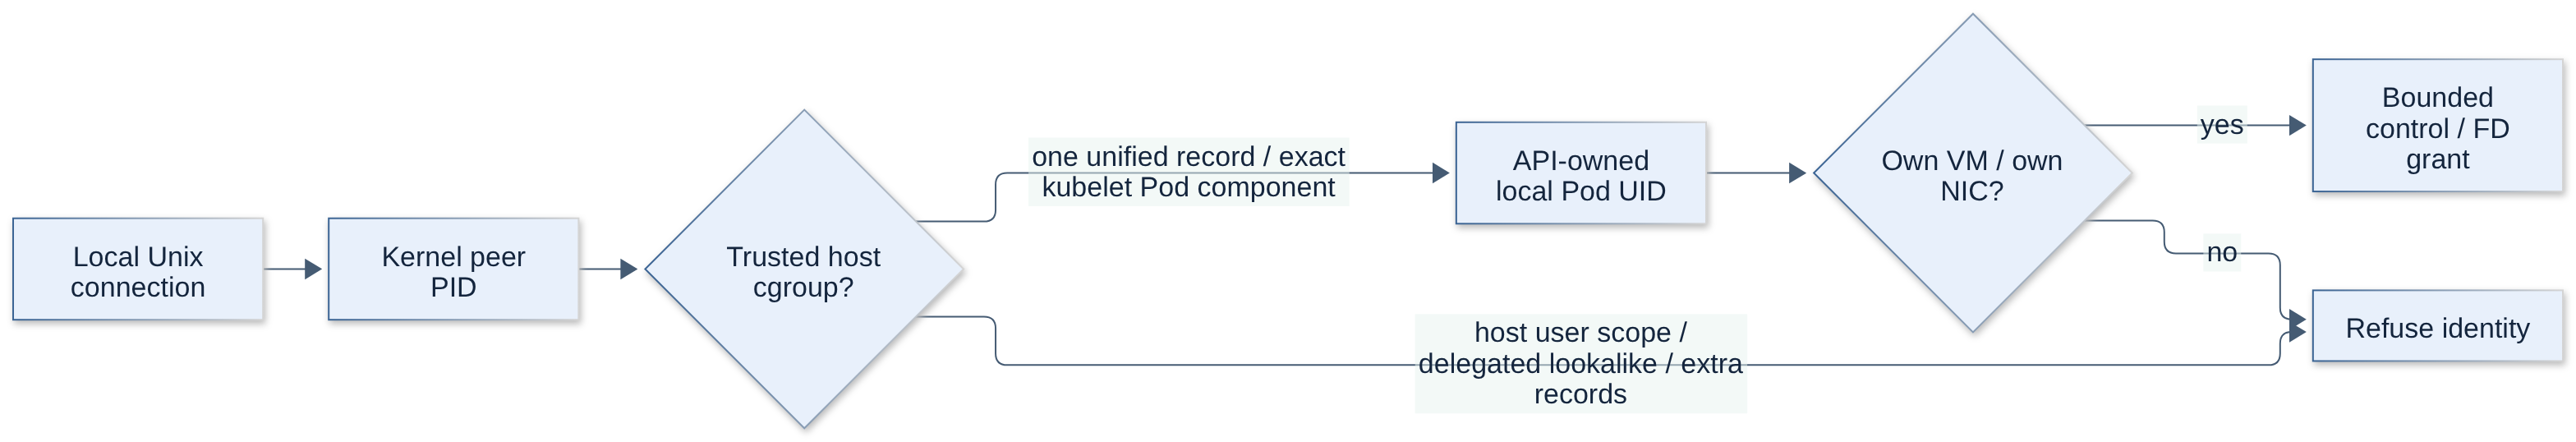 Local Unix
connection
Kernel peer
PID
Trusted host
cgroup?
one unified record / exact
kubelet Pod component
host user scope /
delegated lookalike / extra
records
API-owned
local Pod UID
Own VM / own
NIC?
yes
no
Bounded
control / FD
grant
Refuse identity